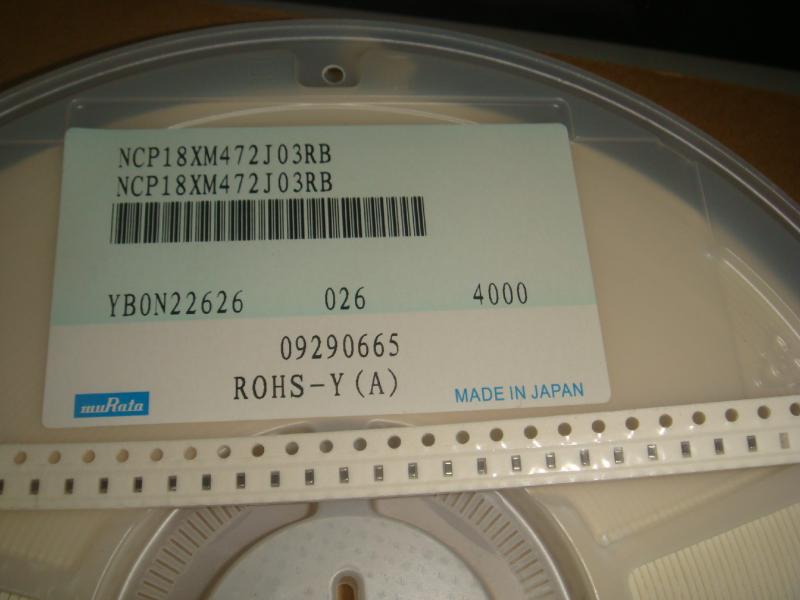 NCP18XM472J03RB
NCP18XM472J03RB
YB0N22626 026 4000
09290665
ROHS-Y(A)
muRata MADE IN JAPAN